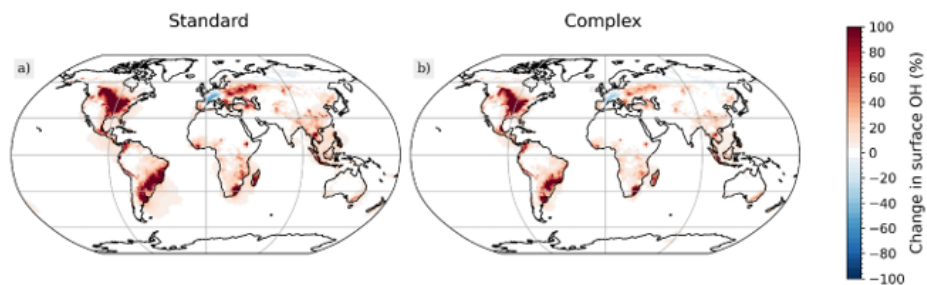 Standard
Complex
a)
b)
100
80
60
40
20
0
−20
−40
−60
−80
−100
Change in surface OH (%)